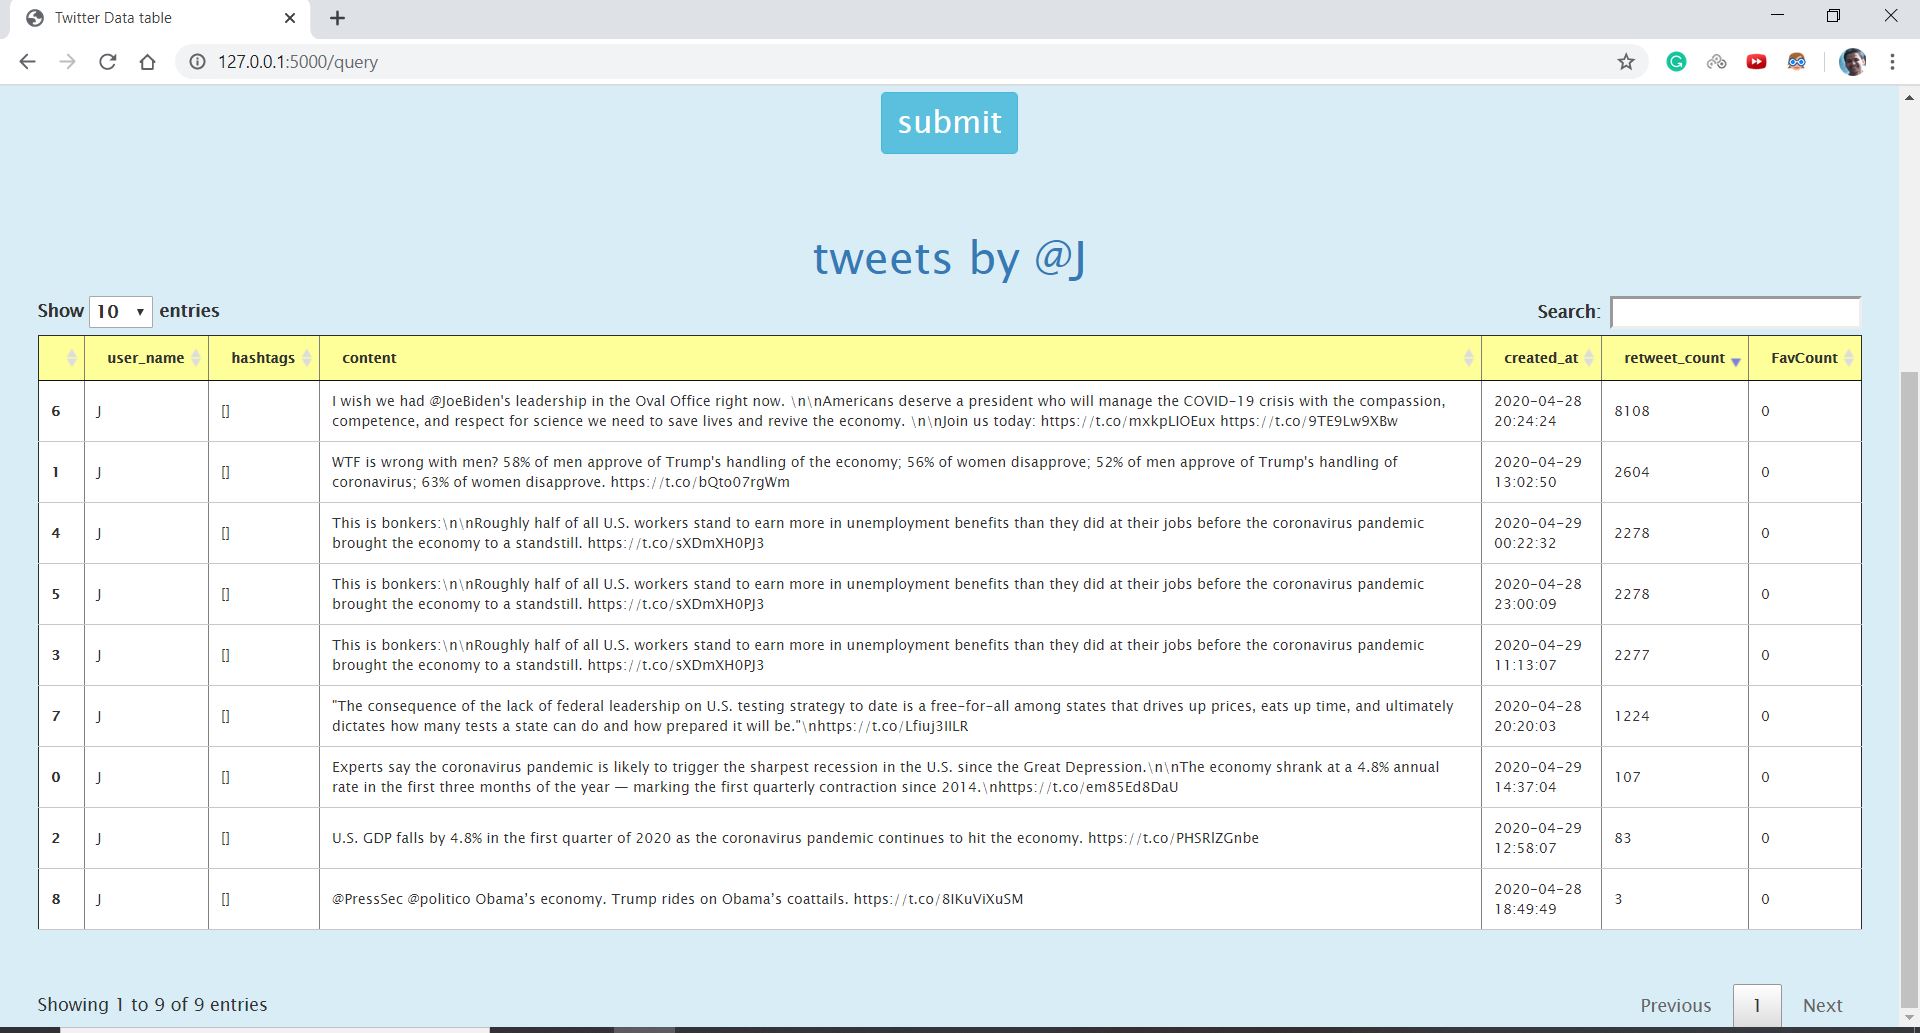 Twitter Data table
127.0.0.1:5000/query
submit
tweets by @J
Show 10 entries
Search:
user_name hashtags content created_at retweet_count FavCount
6 J [] I wish we had @JoeBiden's leadership in the Oval Office right now. \n\nAmericans deserve a president who will manage the COVID-19 crisis with the compassion, 2020-04-28 8108 0
competence, and respect for science we need to save lives and revive the economy. \n\nJoin us today: https://t.co/mxkpLIOEux https://t.co/9TE9Lw9XBw 20:24:24
1 J [] WTF is wrong with men? 58% of men approve of Trump's handling of the economy; 56% of women disapprove; 52% of men approve of Trump's handling of 2020-04-29 2604 0
coronavirus; 63% of women disapprove. https://t.co/bQto07rgWm 13:02:50
4 J [] This is bonkers:\n\nRoughly half of all U.S. workers stand to earn more in unemployment benefits than they did at their jobs before the coronavirus pandemic 2020-04-29 2278 0
brought the economy to a standstill. https://t.co/sXDmXH0PJ3 00:22:32
5 J [] This is bonkers:\n\nRoughly half of all U.S. workers stand to earn more in unemployment benefits than they did at their jobs before the coronavirus pandemic 2020-04-28 2278 0
brought the economy to a standstill. https://t.co/sXDmXH0PJ3 23:00:09
3 J [] This is bonkers:\n\nRoughly half of all U.S. workers stand to earn more in unemployment benefits than they did at their jobs before the coronavirus pandemic 2020-04-29 2277 0
brought the economy to a standstill. https://t.co/sXDmXH0PJ3 11:13:07
7 J [] "The consequence of the lack of federal leadership on U.S. testing strategy to date is a free-for-all among states that drives up prices, eats up time, and ultimately 2020-04-28 1224 0
dictates how many tests a state can do and how prepared it will be."\nhttps://t.co/Lfiuj3IILR 20:20:03
0 J [] Experts say the coronavirus pandemic is likely to trigger the sharpest recession in the U.S. since the Great Depression.\n\nThe economy shrank at a 4.8% annual 2020-04-29 107 0
rate in the first three months of the year — marking the first quarterly contraction since 2014.\nhttps://t.co/em85Ed8DaU 14:37:04
2 J [] U.S. GDP falls by 4.8% in the first quarter of 2020 as the coronavirus pandemic continues to hit the economy. https://t.co/PHSRlZGnbe 2020-04-29 12:58:07 83 0
8 J [] @PressSec @politico Obama’s economy. Trump rides on Obama’s coattails. https://t.co/8IKuViXuSM 2020-04-28 18:49:49 3 0
Showing 1 to 9 of 9 entries
Previous 1 Next